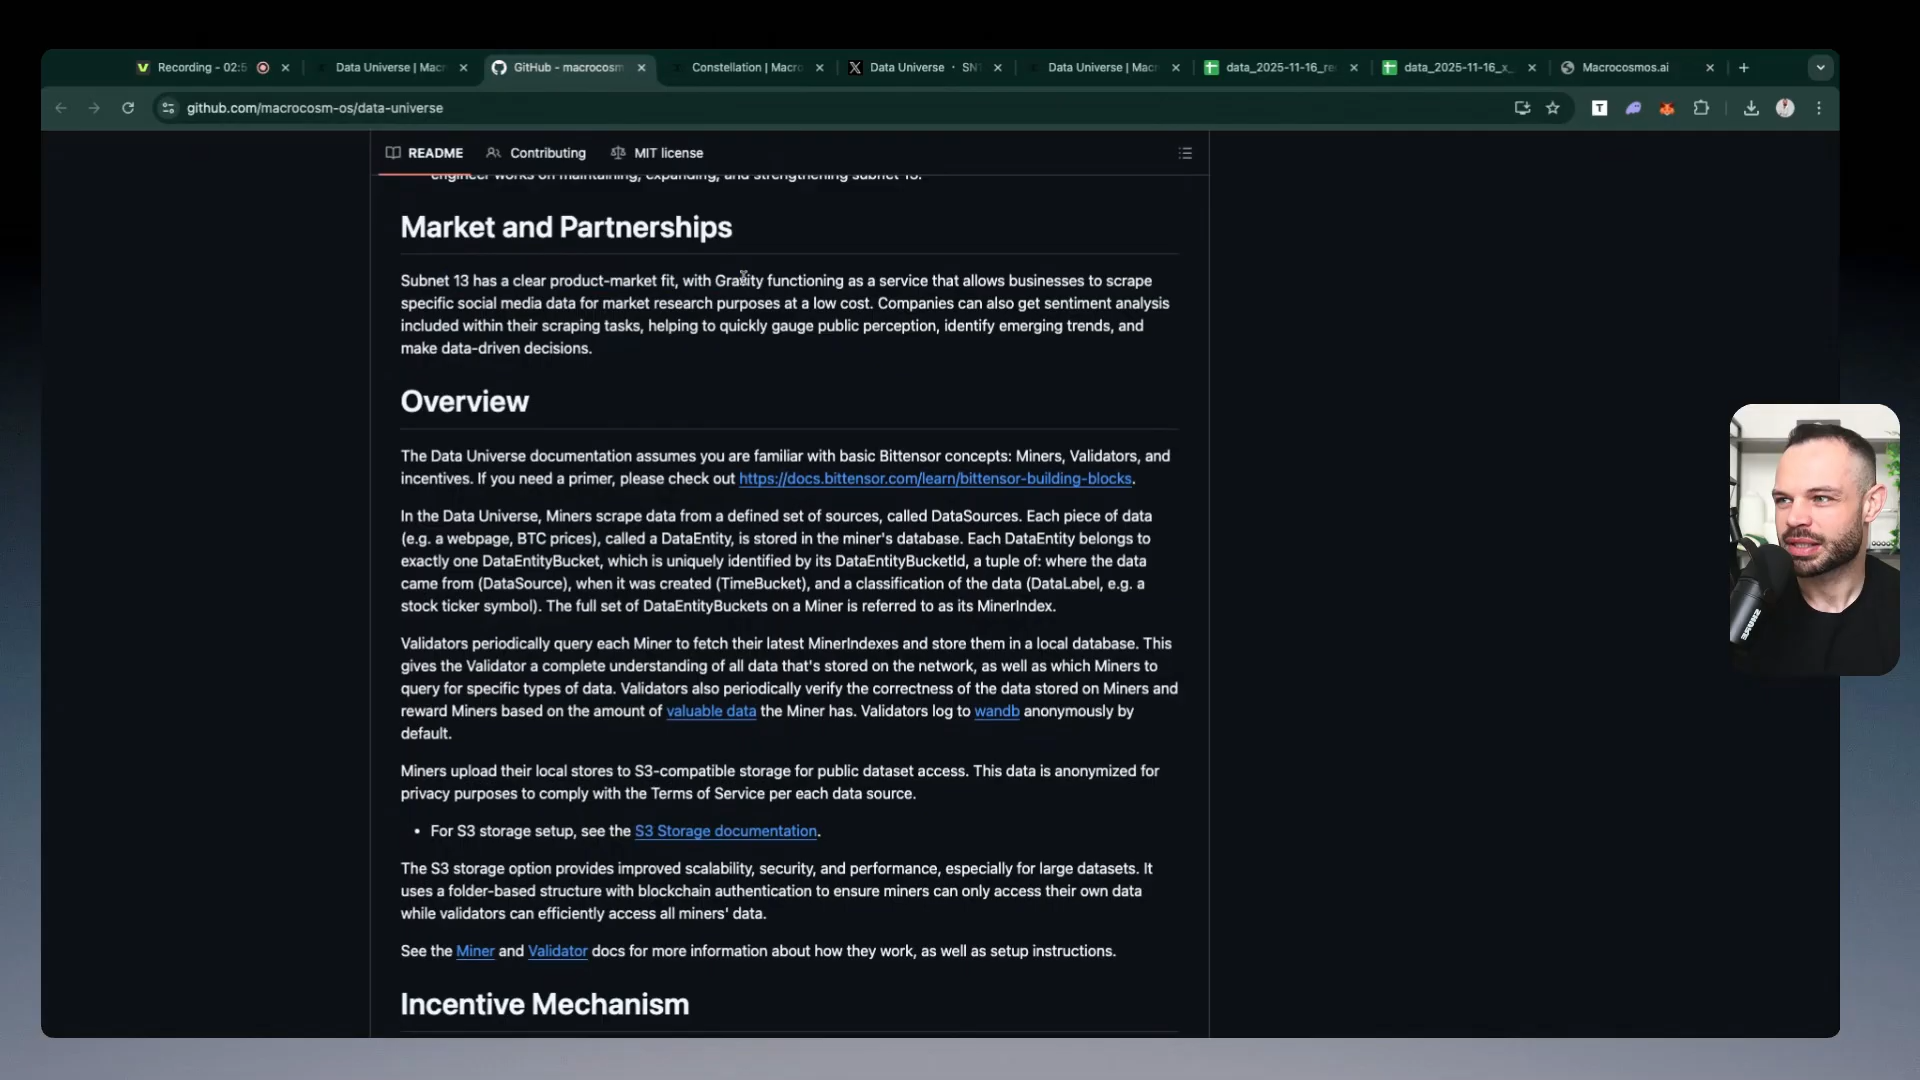 Recording - 02:5
Data Universe | Mac
GitHub - macrocosm
Constellation | Macro
Data Universe · SN
Data Universe | Mac
data_2025-11-16_re
data_2025-11-16_x_
Macrocosmos.ai
github.com/macrocosm-os/data-universe
T
README
Contributing
MIT license
engineer works on maintaining, expanding, and strengthening subnet 13.
Market and Partnerships
Subnet 13 has a clear product-market fit, with Gravity functioning as a service that allows businesses to scrape
specific social media data for market research purposes at a low cost. Companies can also get sentiment analysis
included within their scraping tasks, helping to quickly gauge public perception, identify emerging trends, and
make data-driven decisions.
Overview
The Data Universe documentation assumes you are familiar with basic Bittensor concepts: Miners, Validators, and
incentives. If you need a primer, please check out https://docs.bittensor.com/learn/bittensor-building-blocks.
In the Data Universe, Miners scrape data from a defined set of sources, called DataSources. Each piece of data
(e.g. a webpage, BTC prices), called a DataEntity, is stored in the miner's database. Each DataEntity belongs to
exactly one DataEntityBucket, which is uniquely identified by its DataEntityBucketId, a tuple of: where the data
came from (DataSource), when it was created (TimeBucket), and a classification of the data (DataLabel, e.g. a
stock ticker symbol). The full set of DataEntityBuckets on a Miner is referred to as its MinerIndex.
Validators periodically query each Miner to fetch their latest MinerIndexes and store them in a local database. This
gives the Validator a complete understanding of all data that's stored on the network, as well as which Miners to
query for specific types of data. Validators also periodically verify the correctness of the data stored on Miners and
reward Miners based on the amount of valuable data the Miner has. Validators log to wandb anonymously by
default.
Miners upload their local stores to S3-compatible storage for public dataset access. This data is anonymized for
privacy purposes to comply with the Terms of Service per each data source.
• For S3 storage setup, see the S3 Storage documentation.
The S3 storage option provides improved scalability, security, and performance, especially for large datasets. It
uses a folder-based structure with blockchain authentication to ensure miners can only access their own data
while validators can efficiently access all miners' data.
See the Miner and Validator docs for more information about how they work, as well as setup instructions.
Incentive Mechanism